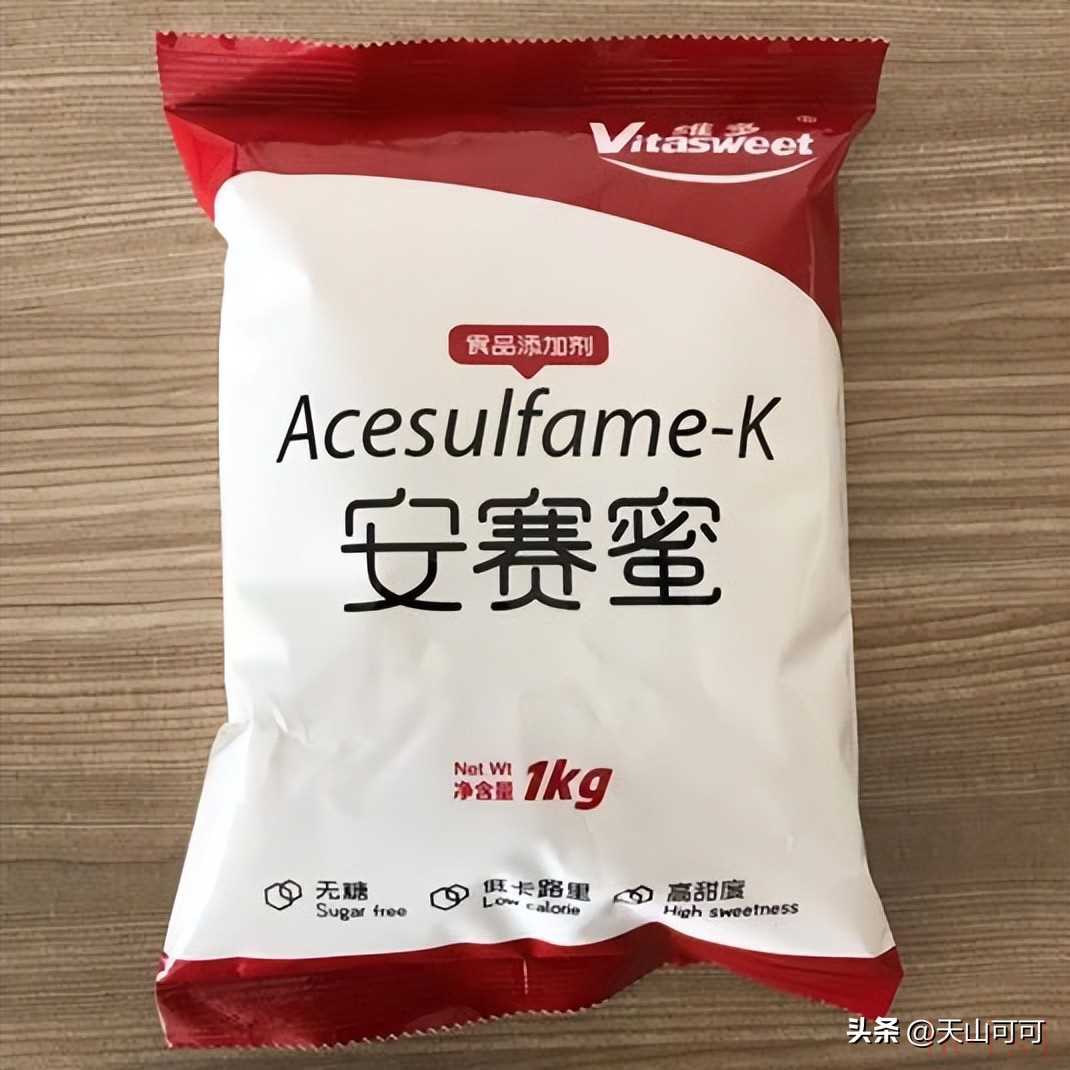 维多
Vitasweet®
食品添加剂
Acesulfame-K
安赛蜜
Net Wt
净含量 1kg
无糖
Sugar free
低卡路里
Low calorie
高甜度
High sweetness
头条 @天山可可